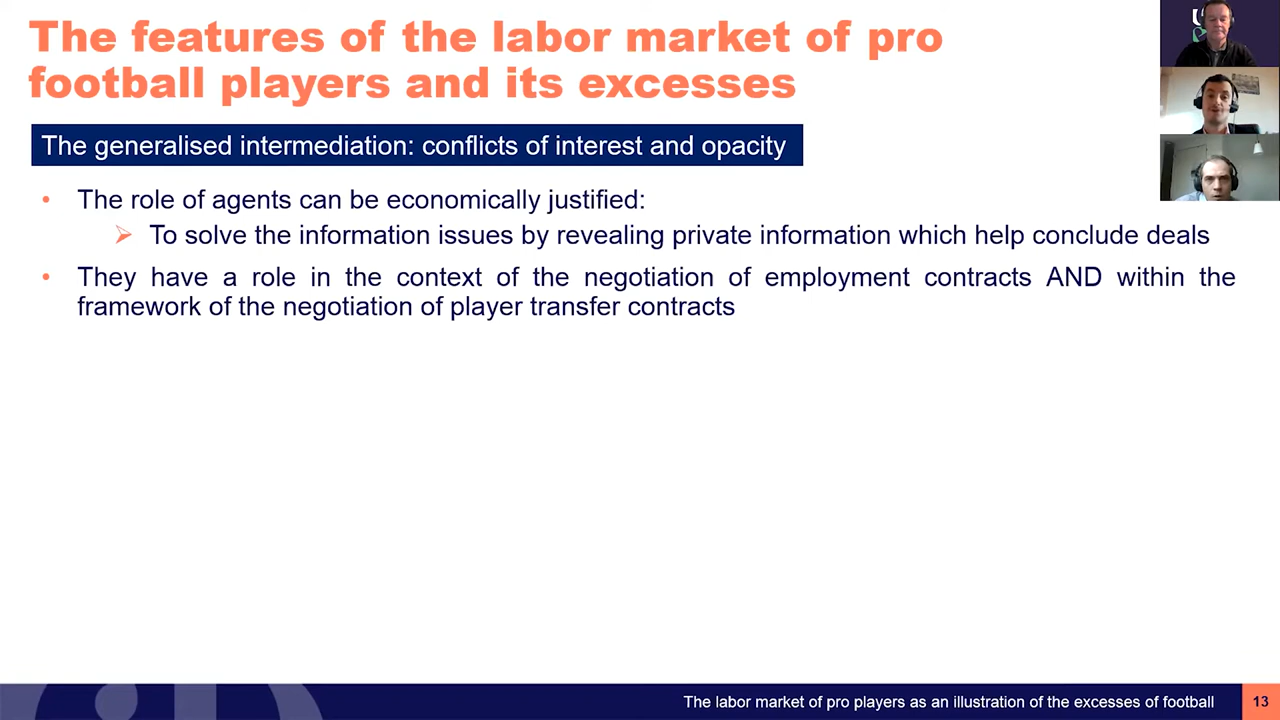 The features of the labor market of pro
football players and its excesses
The generalised intermediation: conflicts of interest and opacity
• The role of agents can be economically justified:
➢ To solve the information issues by revealing private information which help conclude deals
• They have a role in the context of the negotiation of employment contracts AND within the
framework of the negotiation of player transfer contracts
The labor market of pro players as an illustration of the excesses of football
13